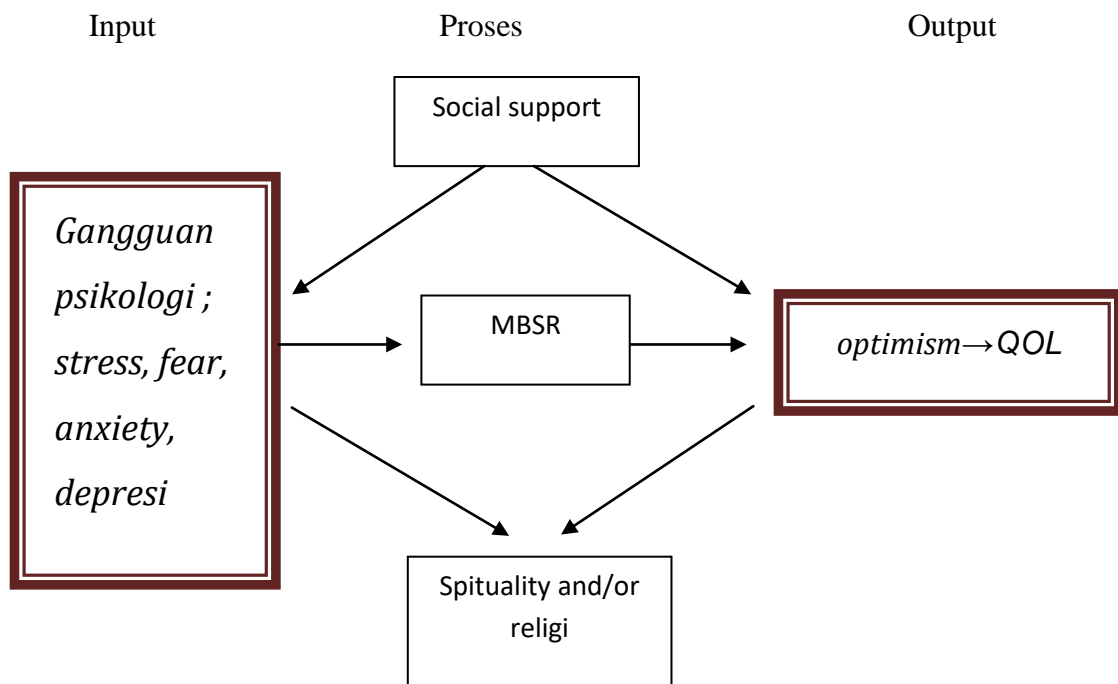 Input Proses Output
Social support
Gangguan
psikologi ;
stress, fear,
anxiety,
depresi
MBSR
optimism→QOL
Spituality and/or
religi